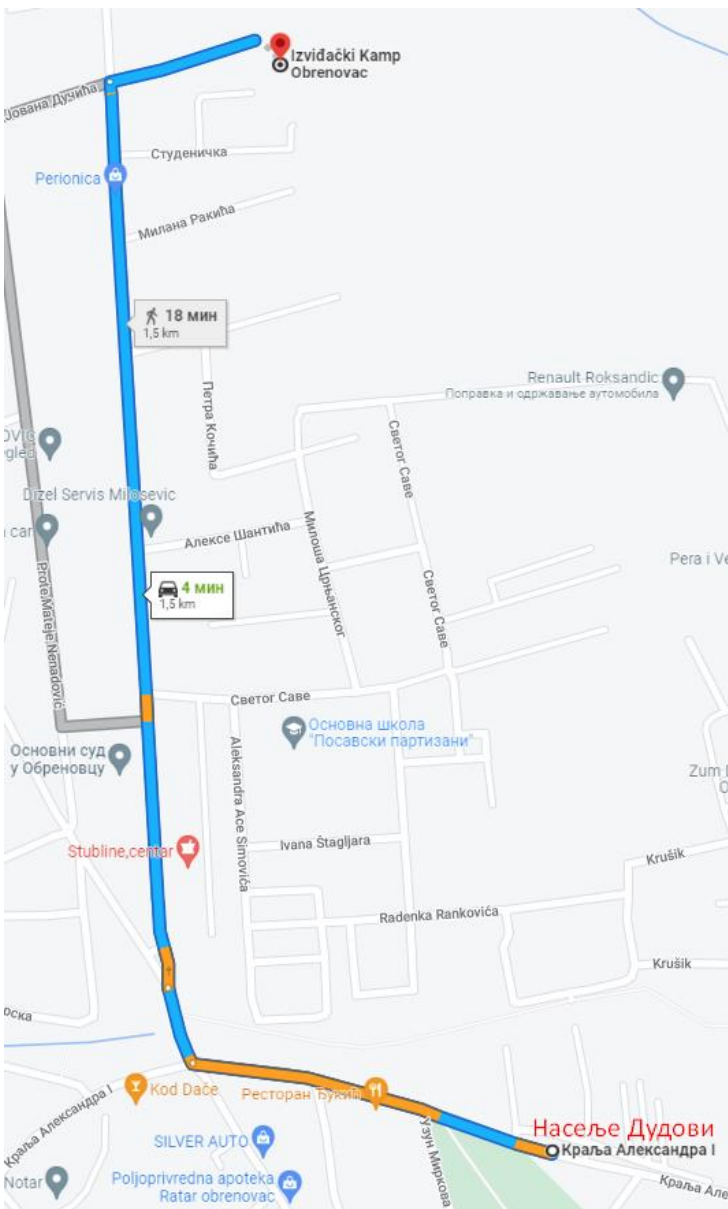 Izviđački Kamp
Obrenovac
Јована Дучића
Студеничка
Perionica
Милана Ракића
18 мин
1,5 km
Петра Кочића
Renault Roksandic
Поправка и одржавање аутомобила
Светог Саве
Dizel Servis Milosevic
Алексе Шантића
Милоша Црњанског
car
Pera i
4 мин
1,5 km
Светог Саве
Prote Mateje Nenadović
Светог Саве
Основна школа
"Посавски партизани"
Основни суд
у Обреновцу
Aleksandra Ace Simovića
Zum
Stubline,centar
Ivana Štagljara
Krušik
Radenka Rankovića
Krušik
Kod Dače
Ресторан Ђукић
Краља Александра I
Узун Миркова
Насеље Дудови
Краља Александра I
SILVER AUTO
Notar
Poljoprivredna apoteka
Ratar obrenovac
Краља